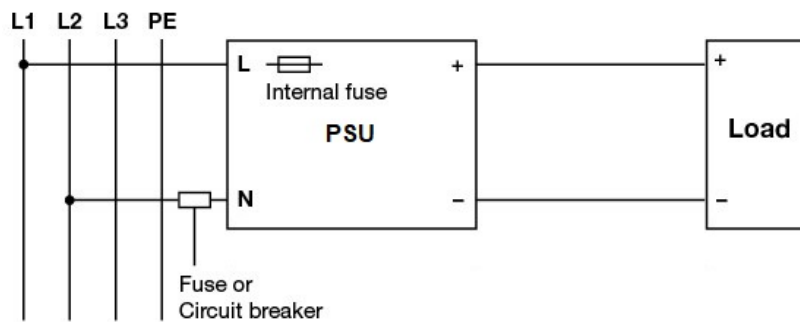 L1 L2 L3 PE
L + +
Internal fuse
PSU
Load
N − −
Fuse or
Circuit breaker